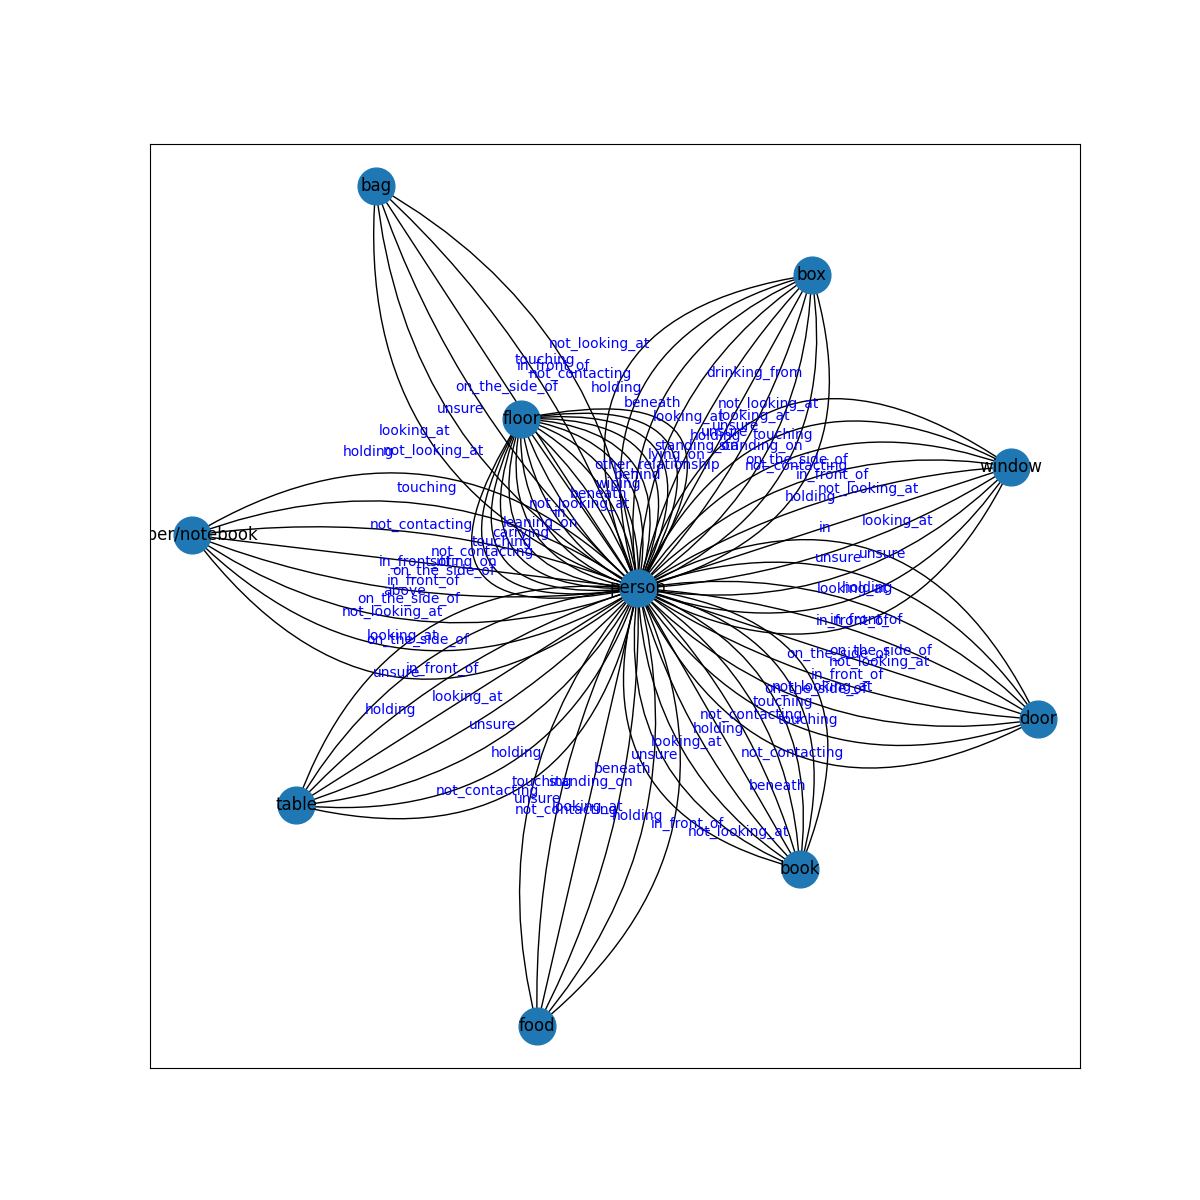 bag
box
not_looking_at
touching
in_front_of
not_contacting
drinking_from
on_the_side_of
holding
beneath
not_looking_at
unsure
looking_at
looking_at
floor
unsure
looking_at
holding
touching
standing_on
standing_on
holding
not_looking_at
lying_on
on_the_side_of
other_relationship
not_contacting
window
behind
in_front_of
wiping
touching
not_looking_at
beneath
holding
not_looking_at
in
looking_at
not_contacting
leaning_on
in
carrying
per/notebook
touching
not_contacting
unsure
unsure
in_front_of
sitting_on
on_the_side_of
in_front_of
person
looking_at
holding
above
on_the_side_of
not_looking_at
in_front_of
in_front_of
looking_at
on_the_side_of
on_the_side_of
on_the_side_of
not_looking_at
unsure
in_front_of
in_front_of
not_looking_at
on_the_side_of
looking_at
touching
holding
not_contacting
touching
door
unsure
holding
looking_at
holding
unsure
not_contacting
beneath
touching
standing_on
beneath
not_contacting
unsure
looking_at
table
not_contacting
holding
in_front_of
not_looking_at
book
food